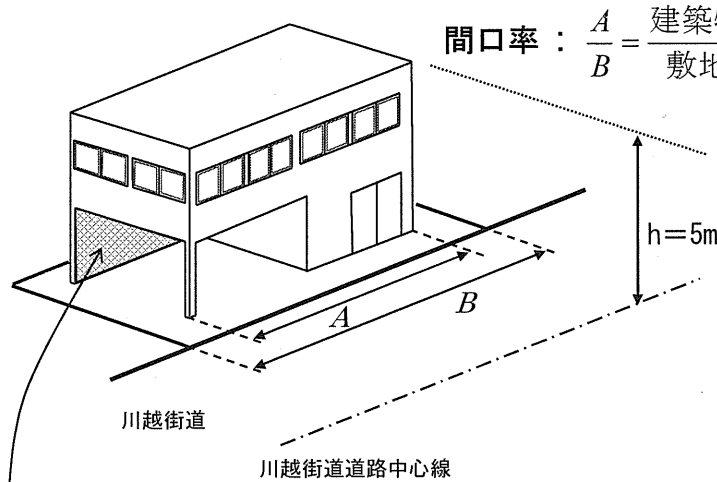 間口率 : A/B = 建築
敷地
h=5m
A
B
川越街道
川越街道道路中心線